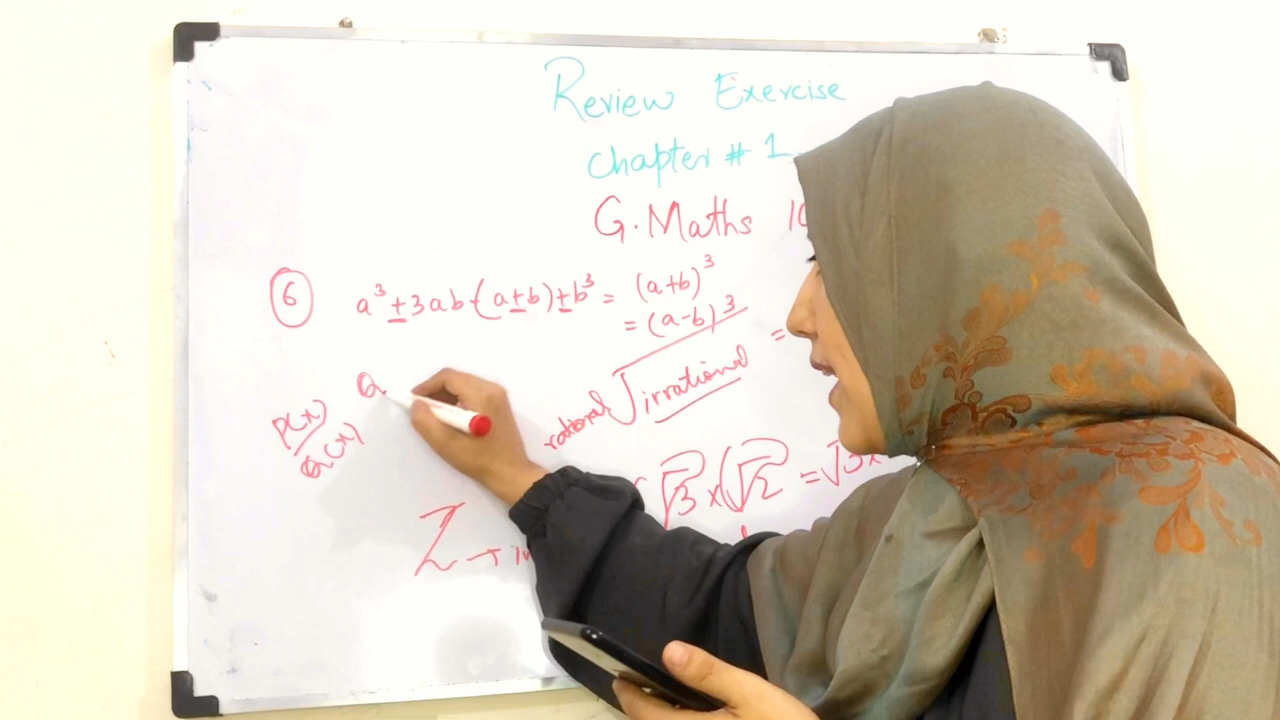 Review Exercise
Chapter # 1
G. Maths 10
6 a³ ± 3ab (a ± b) ± b³ = (a+b)³
= (a-b)³
=
P(x)
Q(x)
Q
rational √irrational
√3 × √2 = √3 ×
Z →